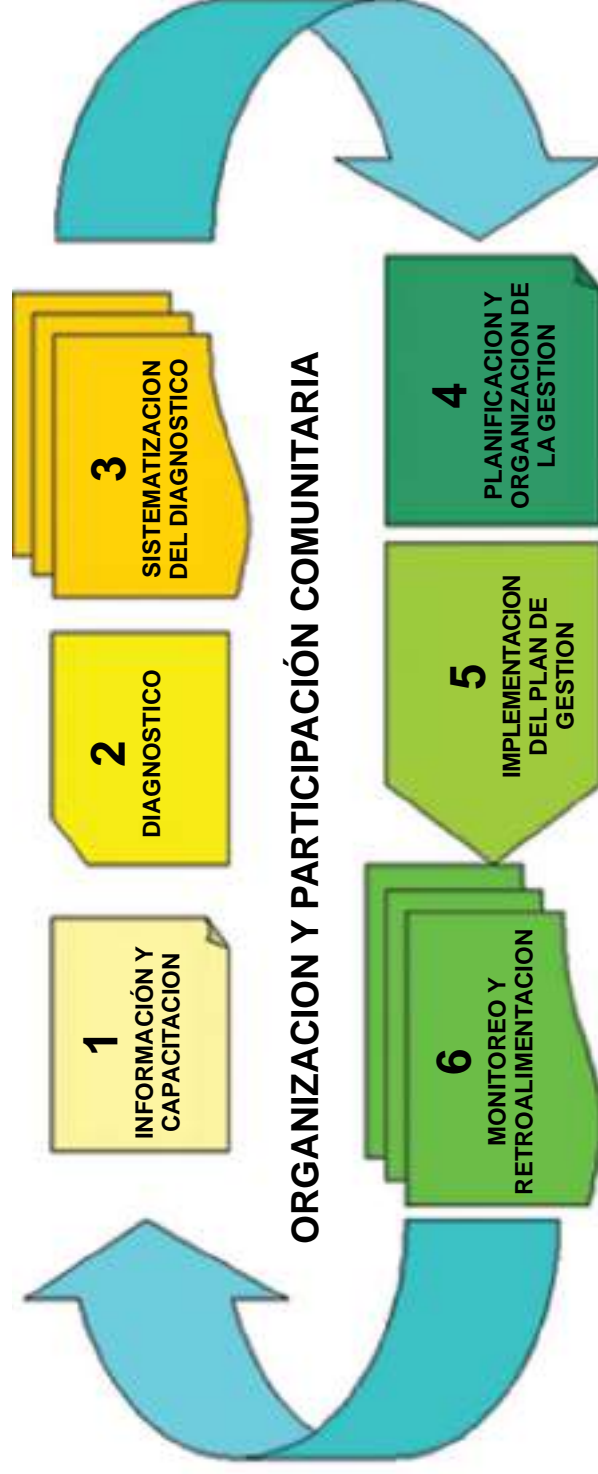 1
INFORMACIÓN Y
CAPACITACION
2
DIAGNOSTICO
3
SISTEMATIZACION
DEL DIAGNOSTICO
ORGANIZACION Y PARTICIPACIÓN COMUNITARIA
4
PLANIFICACION Y
ORGANIZACION DE
LA GESTION
5
IMPLEMENTACION
DEL PLAN DE
GESTION
6
MONITOREO Y
RETROALIMENTACION